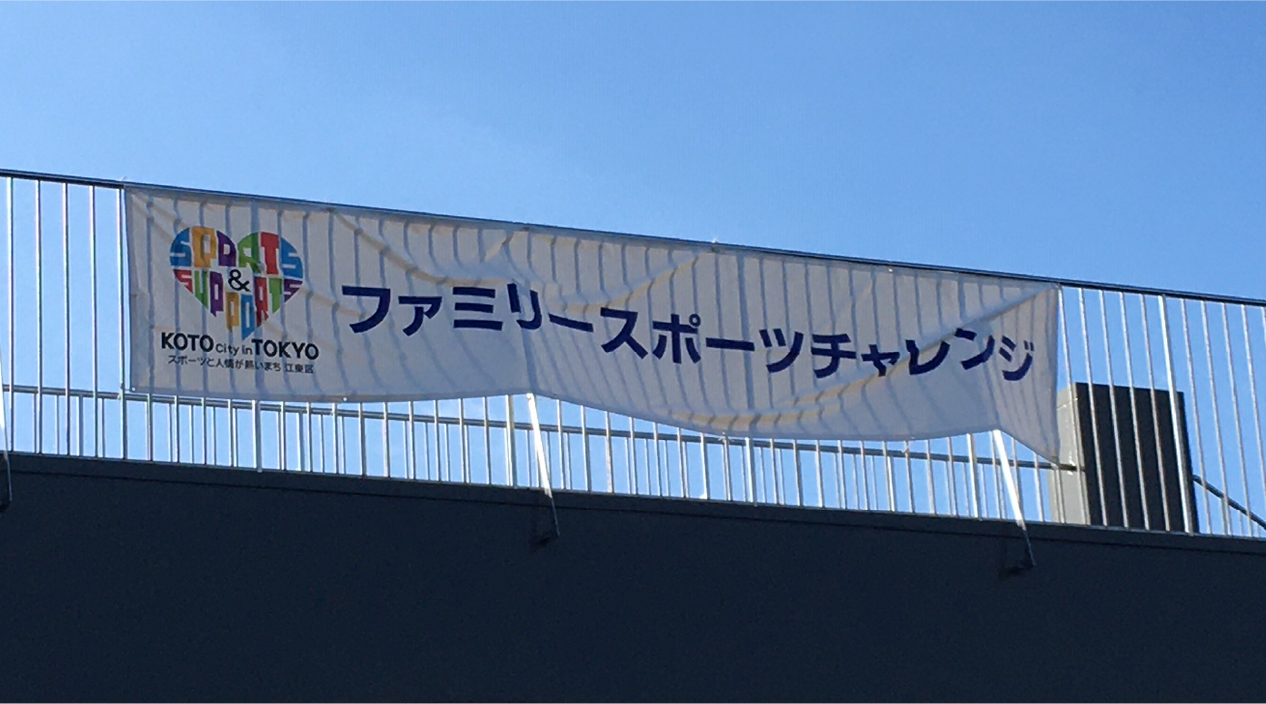 SPORTS
&
SUPPORTS
KOTO City in TOKYO
スポーツと人情が熱いまち 江東区
ファミリースポーツチャレンジ